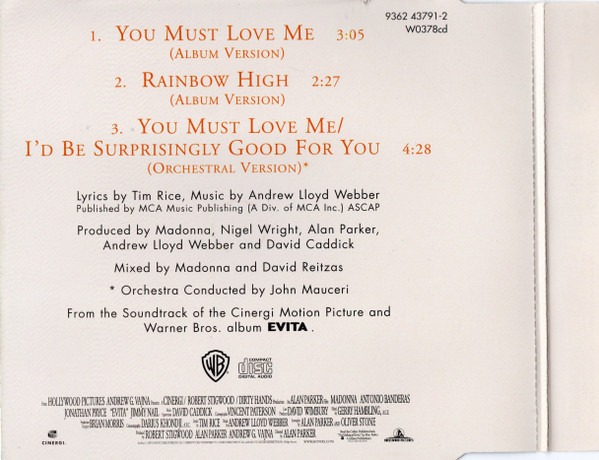 9362 43791-2
W0378cd
1. YOU MUST LOVE ME 3:05
(ALBUM VERSION)
2. RAINBOW HIGH 2:27
(ALBUM VERSION)
3. YOU MUST LOVE ME/
I'D BE SURPRISINGLY GOOD FOR YOU 4:28
(ORCHESTRAL VERSION)*
Lyrics by Tim Rice, Music by Andrew Lloyd Webber
Published by MCA Music Publishing (A Div. of MCA Inc.) ASCAP
Produced by Madonna, Nigel Wright, Alan Parker,
Andrew Lloyd Webber and David Caddick
Mixed by Madonna and David Reitzas
* Orchestra Conducted by John Mauceri
From the Soundtrack of the Cinergi Motion Picture and
Warner Bros. album EVITA.
WB
COMPACT
disc
DIGITAL AUDIO
HOLLYWOOD PICTURES ANDREW G. VAJNA CINERGI / ROBERT STIGWOOD / DIRTY HANDS ALAN PARKER MADONNA ANTONIO BANDERAS
JONATHAN PRYCE "EVITA" JIMMY NAIL DAVID CADDICK VINCENT PATERSON DAVID WIMBURY GERRY HAMBLING, A.C.E.
BRIAN MORRIS DARIUS KHONDJI TIM RICE ANDREW LLOYD WEBBER ALAN PARKER AND OLIVER STONE
ROBERT STIGWOOD ALAN PARKER ANDREW G. VAJNA ALAN PARKER
CINERGI